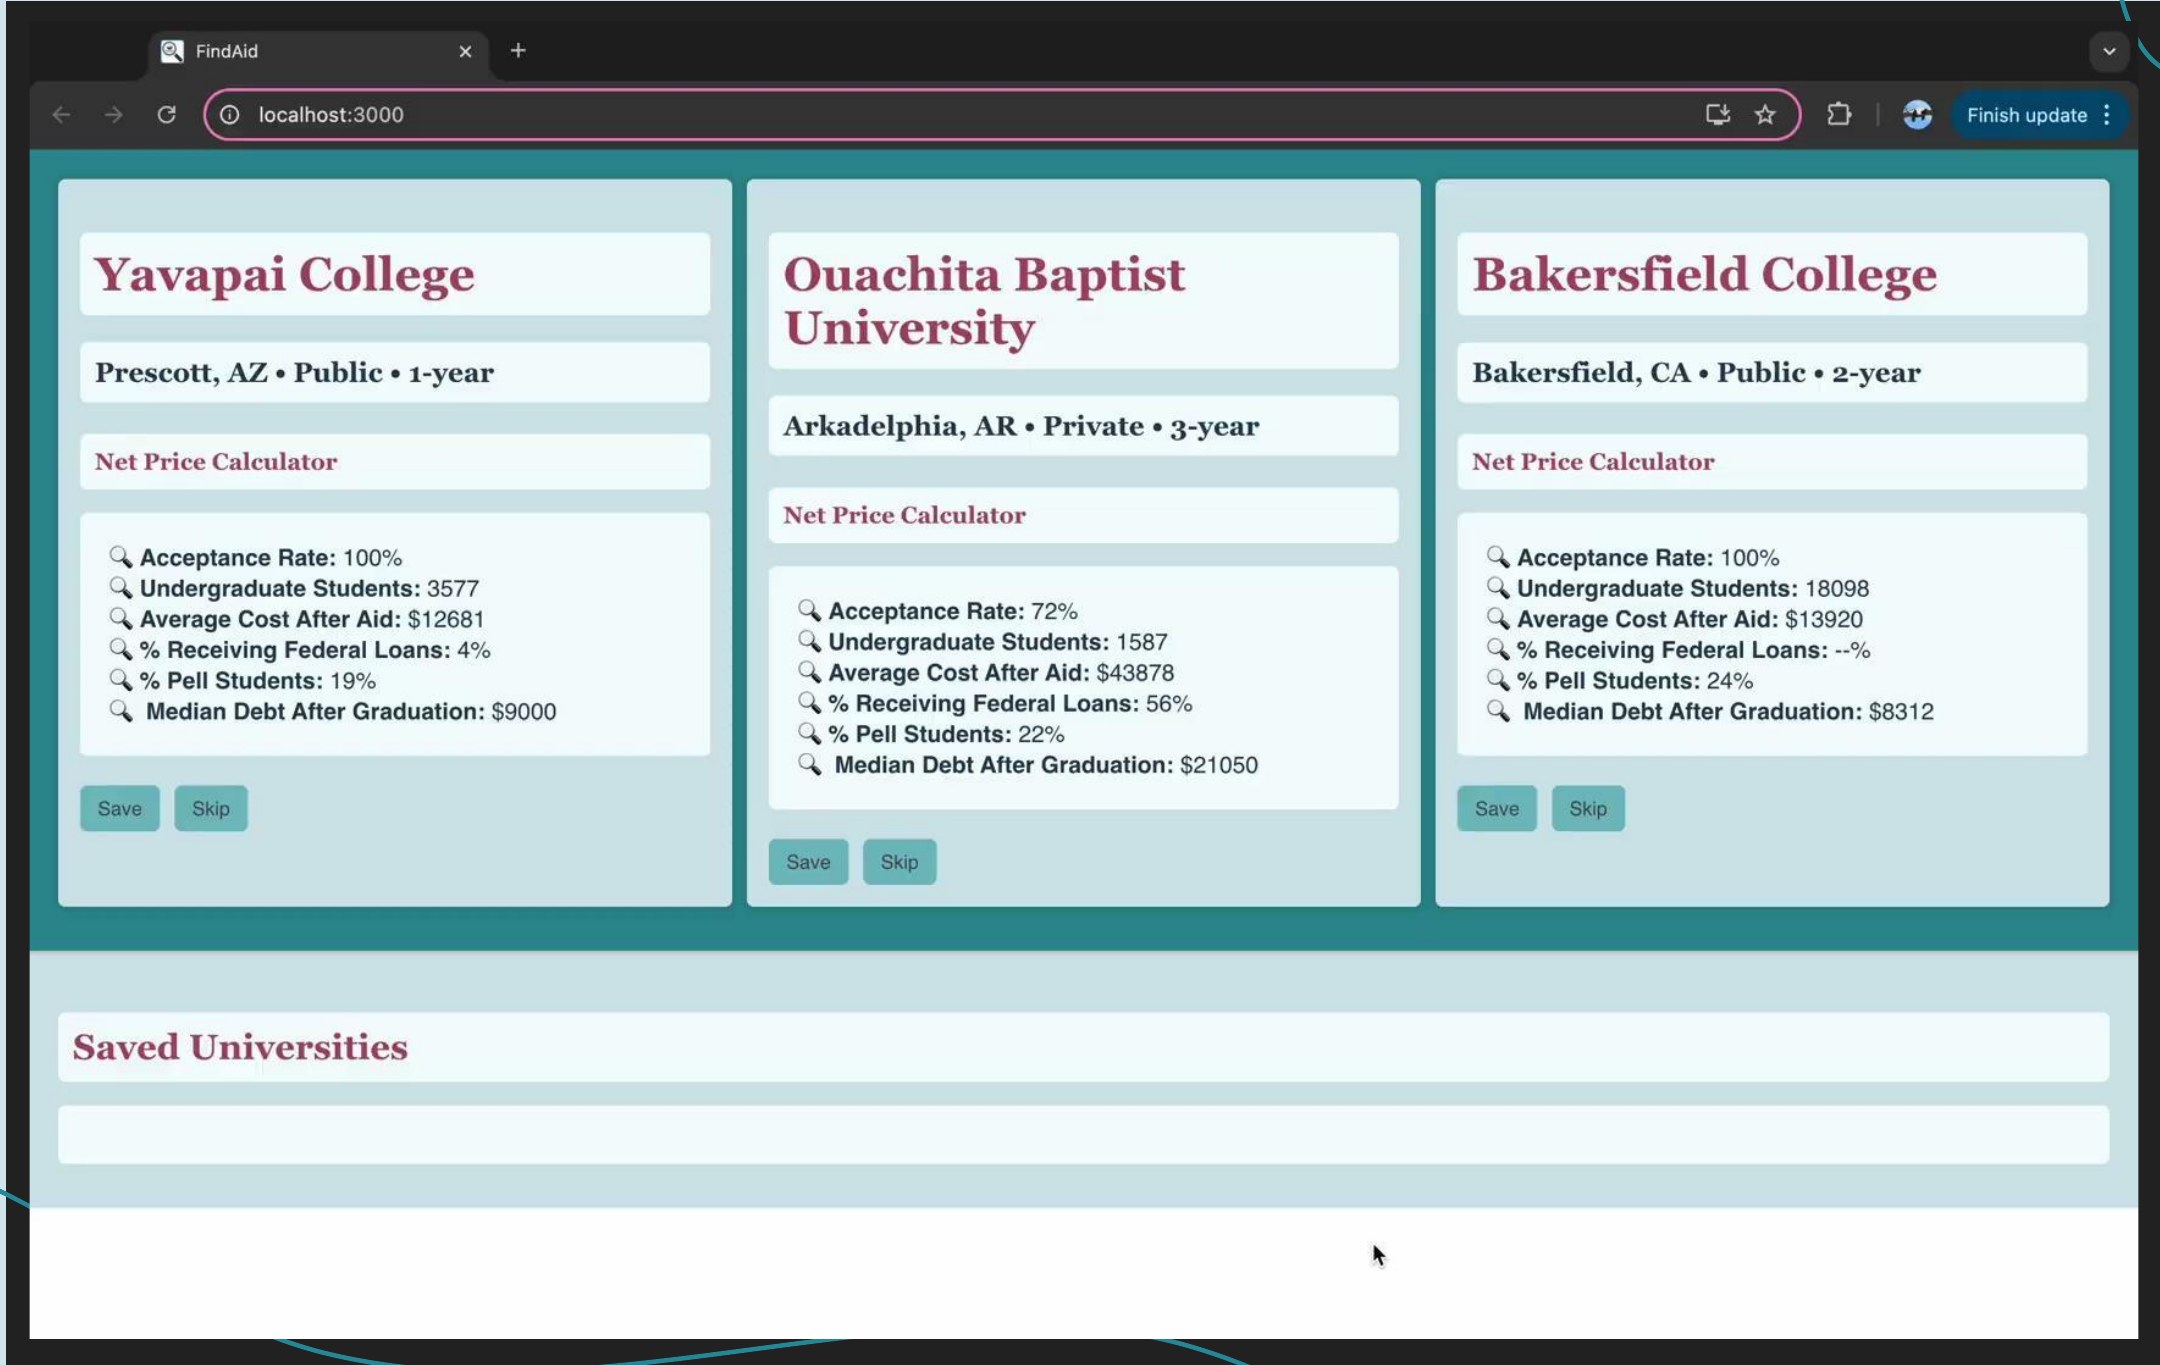 FindAid
localhost:3000
Finish update
Yavapai College
Prescott, AZ • Public • 1-year
Net Price Calculator
Acceptance Rate: 100%
Undergraduate Students: 3577
Average Cost After Aid: $12681
% Receiving Federal Loans: 4%
% Pell Students: 19%
Median Debt After Graduation: $9000
Save
Skip
Ouachita Baptist
University
Arkadelphia, AR • Private • 3-year
Net Price Calculator
Acceptance Rate: 72%
Undergraduate Students: 1587
Average Cost After Aid: $43878
% Receiving Federal Loans: 56%
% Pell Students: 22%
Median Debt After Graduation: $21050
Save
Skip
Bakersfield College
Bakersfield, CA • Public • 2-year
Net Price Calculator
Acceptance Rate: 100%
Undergraduate Students: 18098
Average Cost After Aid: $13920
% Receiving Federal Loans: --%
% Pell Students: 24%
Median Debt After Graduation: $8312
Save
Skip
Saved Universities